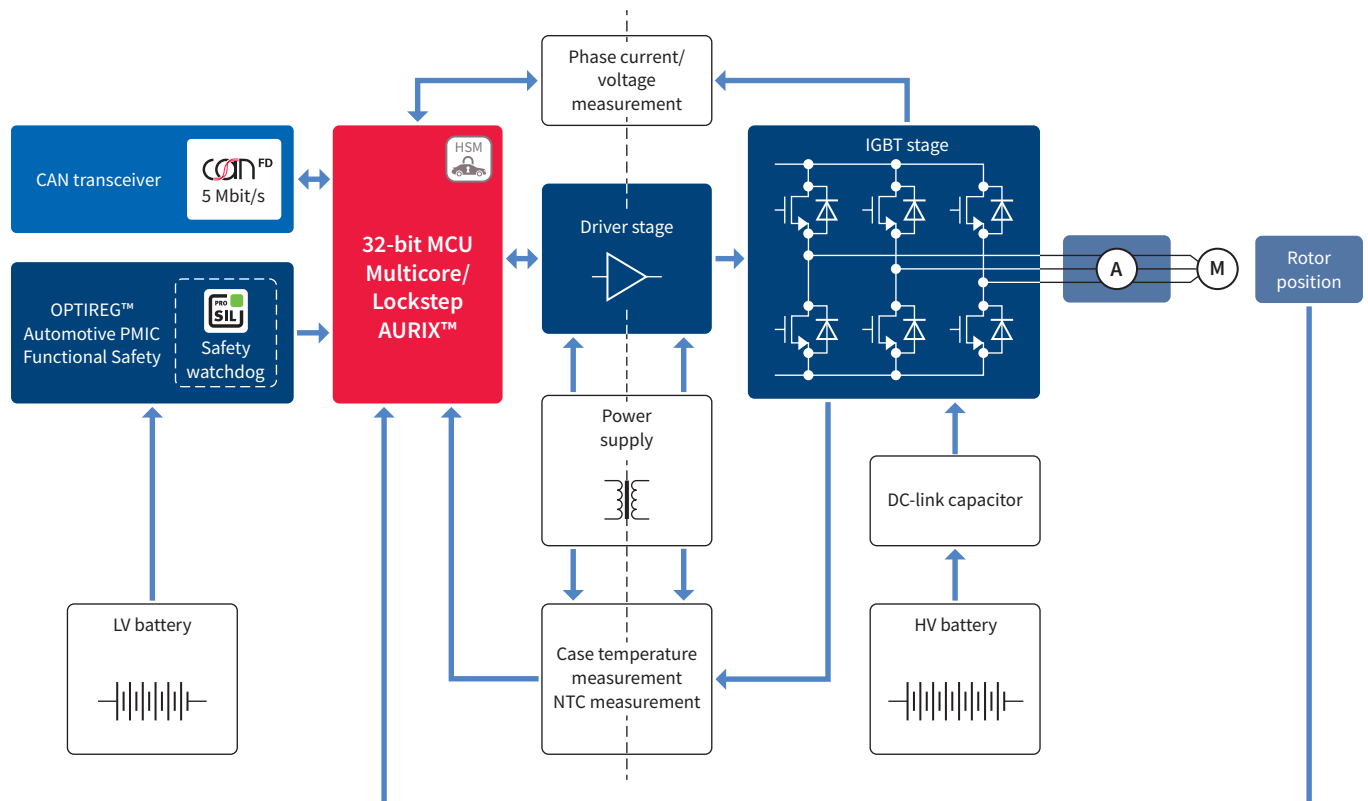 Phase current/
voltage
measurement
CAN transceiver
CAN FD
5 Mbit/s
HSM
IGBT stage
32-bit MCU
Multicore/
Lockstep
AURIX™
Driver stage
A
M
Rotor
position
OPTIREG™
Automotive PMIC
Functional Safety
PRO
SIL
Safety
watchdog
Power
supply
DC-link capacitor
LV battery
Case temperature
measurement
NTC measurement
HV battery